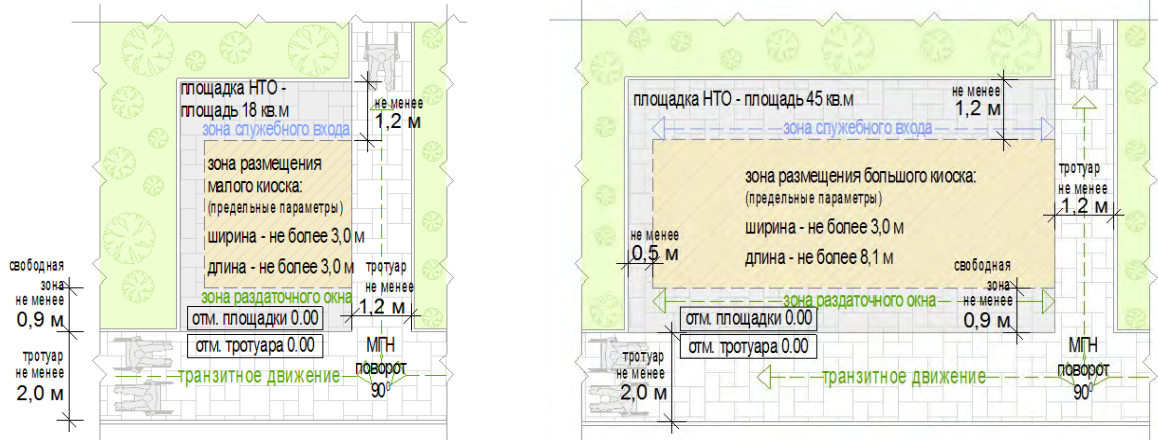 площадка НТО -
площадь 18 кв.м
не менее
1,2 м
зона служебного входа
зона размещения
малого киоска:
(предельные параметры)
ширина - не более 3,0 м
длина - не более 3,0 м
свободная
зона
не менее
0,9 м
тротуар
не менее
1,2 м
зона раздаточного окна
отм. площадки 0.00
отм. тротуара 0.00
тротуар
не менее
2,0 м
транзитное движение
МГН
поворот
90⁰
площадка НТО - площадь 45 кв.м
не менее
1,2 м
зона служебного входа
зона размещения большого киоска:
(предельные параметры)
ширина - не более 3,0 м
длина - не более 8,1 м
не менее
0,5 м
тротуар
не менее
1,2 м
свободная
зона
не менее
0,9 м
зона раздаточного окна
отм. площадки 0.00
отм. тротуара 0.00
тротуар
не менее
2,0 м
транзитное движение
МГН
поворот
90⁰